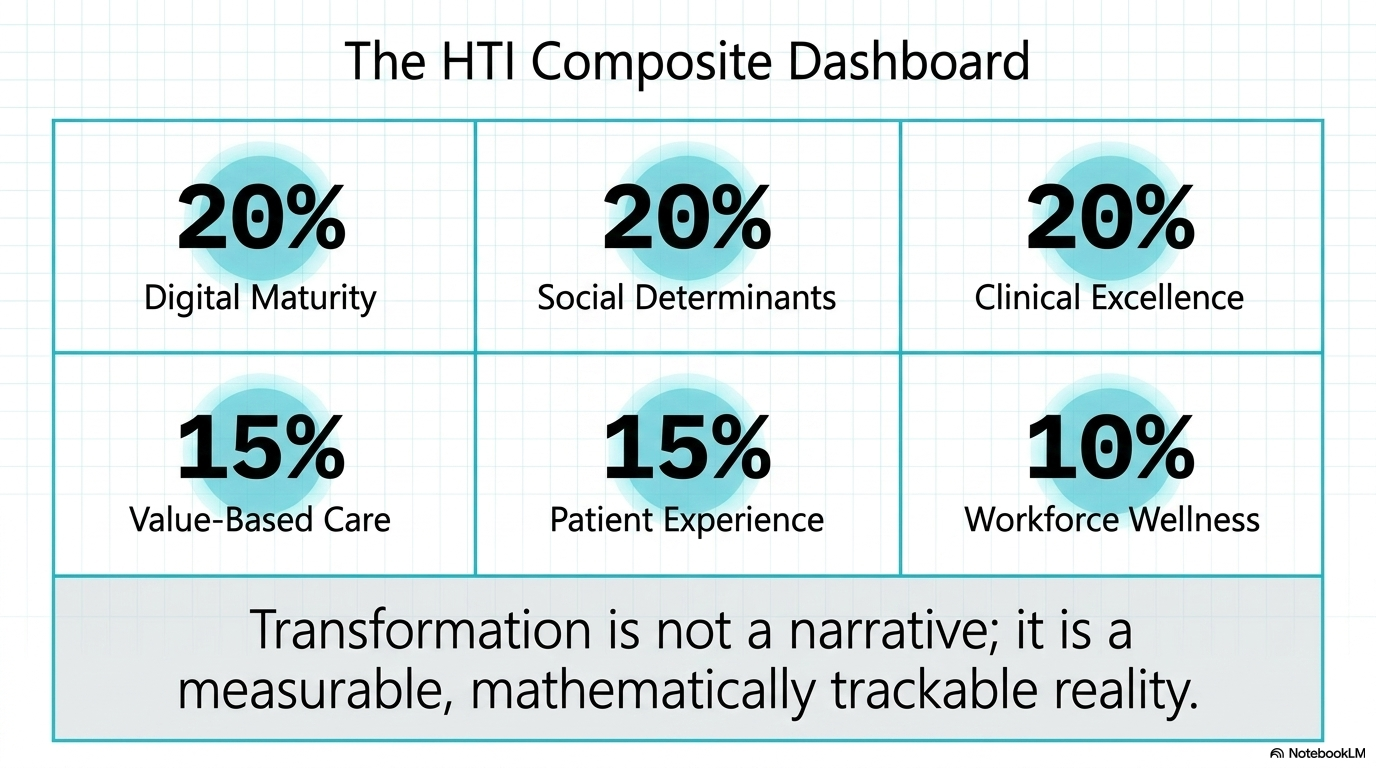 The HTI Composite Dashboard
20%
Digital Maturity
20%
Social Determinants
20%
Clinical Excellence
15%
Value-Based Care
15%
Patient Experience
10%
Workforce Wellness
Transformation is not a narrative; it is a
measurable, mathematically trackable reality.
NotebookLM